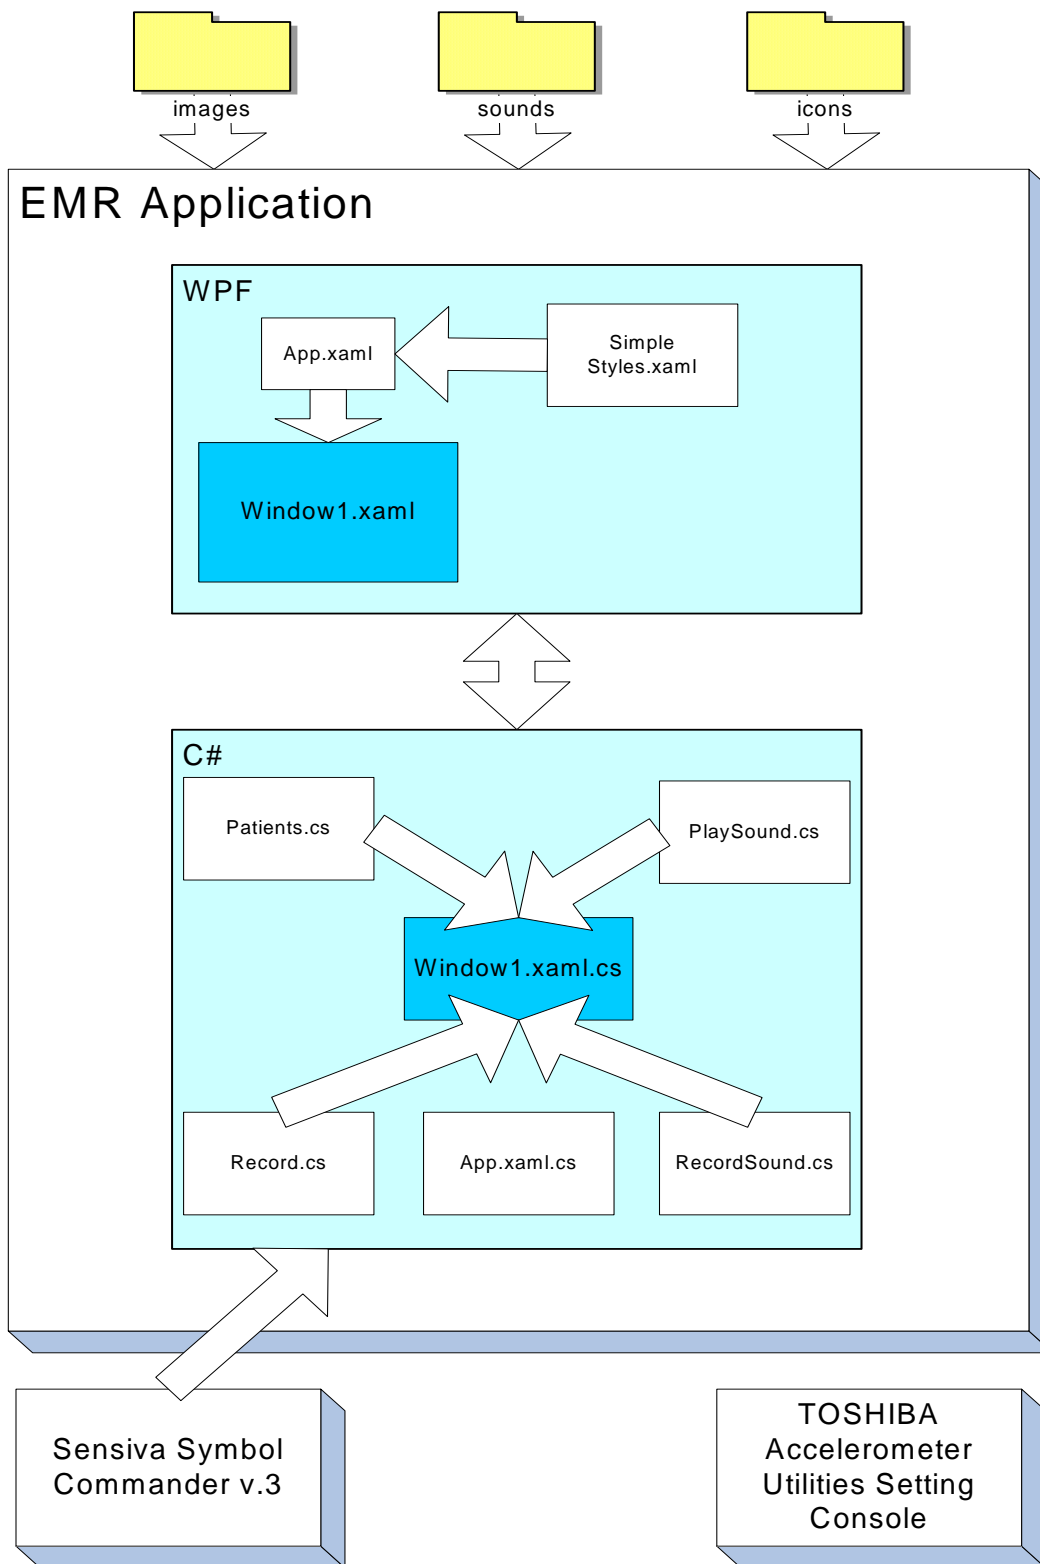 images
sounds
icons
EMR Application
WPF
App.xaml
Simple
Styles.xaml
Window1.xaml
C#
Patients.cs
PlaySound.cs
Window1.xaml.cs
Record.cs
App.xaml.cs
RecordSound.cs
Sensiva Symbol
Commander v.3
TOSHIBA
Accelerometer
Utilities Setting
Console